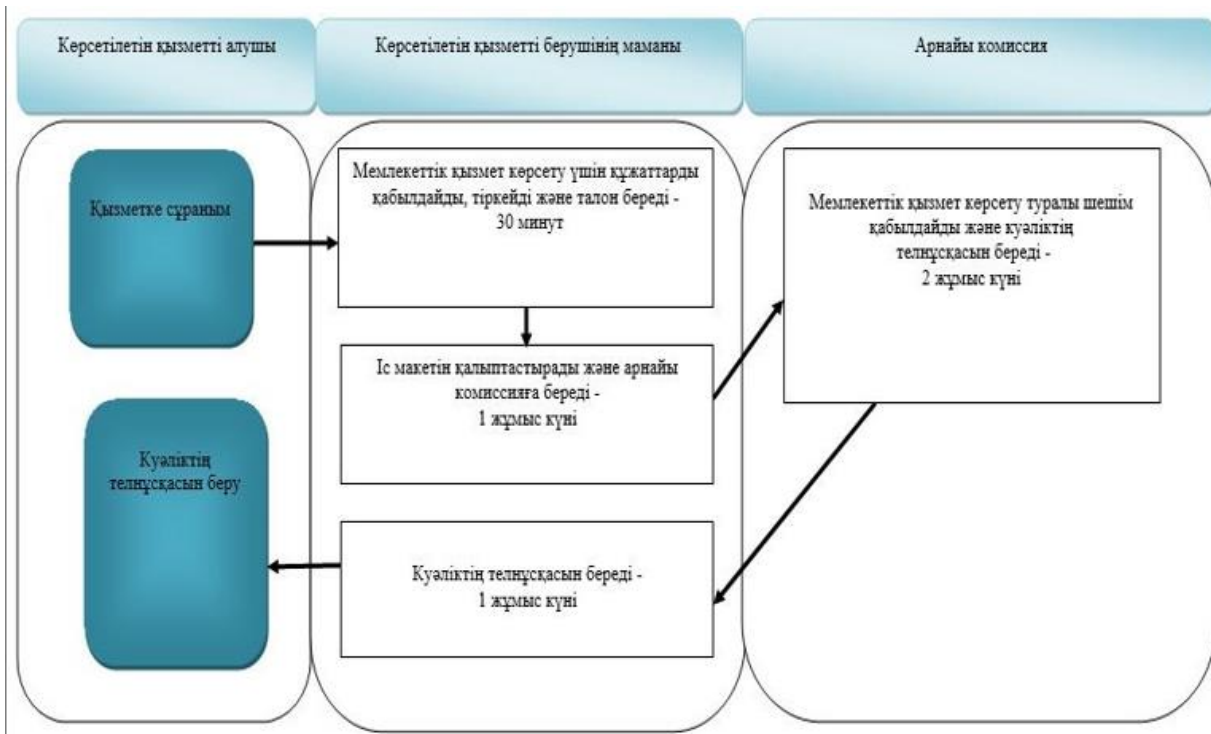 Көрсетілетін қызметті алушы
Көрсетілетін қызметті берушінің маманы
Арнайы комиссия
Қызметке сұраным
Мемлекеттік қызмет көрсету үшін құжаттарды
қабылдайды, тіркейді және талон береді -
30 минут
Мемлекеттік қызмет көрсету туралы шешім
қабылдайды және куәліктің
телнұсқасын береді -
2 жұмыс күні
Іс макетін қалыптастырады және арнайы
комиссияға береді -
1 жұмыс күні
Куәліктің
телнұсқасын беру
Куәліктің телнұсқасын береді -
1 жұмыс күні